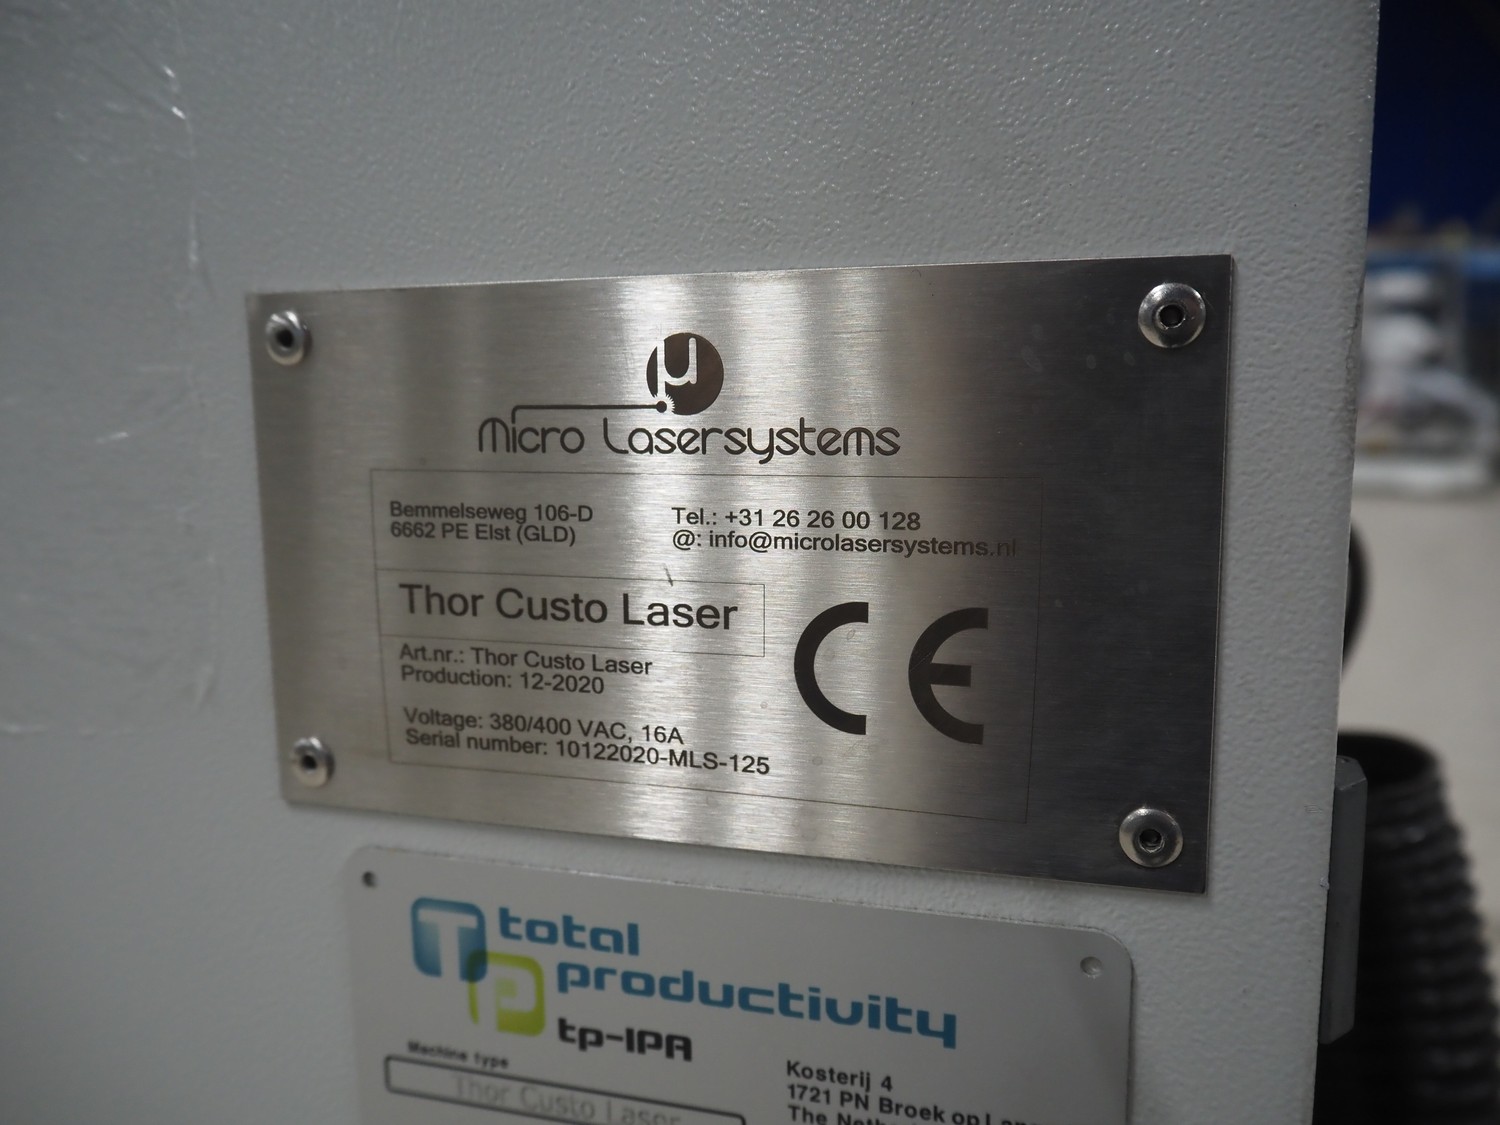 µ
Micro Lasersystems
Bemmelseweg 106-D
6662 PE Elst (GLD)
Tel.: +31 26 26 00 128
@: info@microlasersystems.nl
Thor Custo Laser
Art.nr.: Thor Custo Laser
Production: 12-2020
Voltage: 380/400 VAC, 16A
Serial number: 10122020-MLS-125
CE
TP
total
productivity
tp-IPA
Machine type
Thor Custo Laser
Kosterij 4
1721 PN Broek op
The